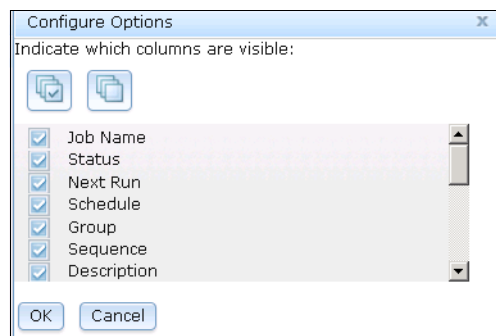 Configure Options
Indicate which columns are visible:
Job Name
Status
Next Run
Schedule
Group
Sequence
Description
OK
Cancel